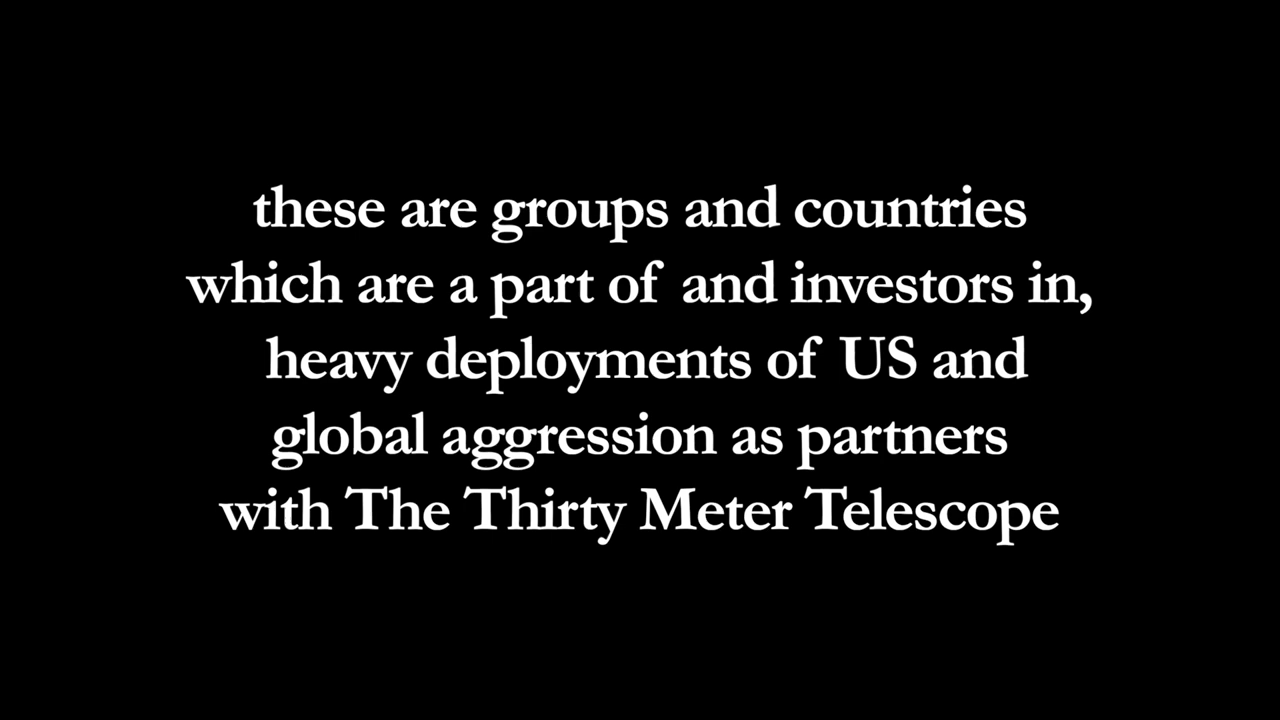 these are groups and countries
which are a part of and investors in,
heavy deployments of US and
global aggression as partners
with The Thirty Meter Telescope